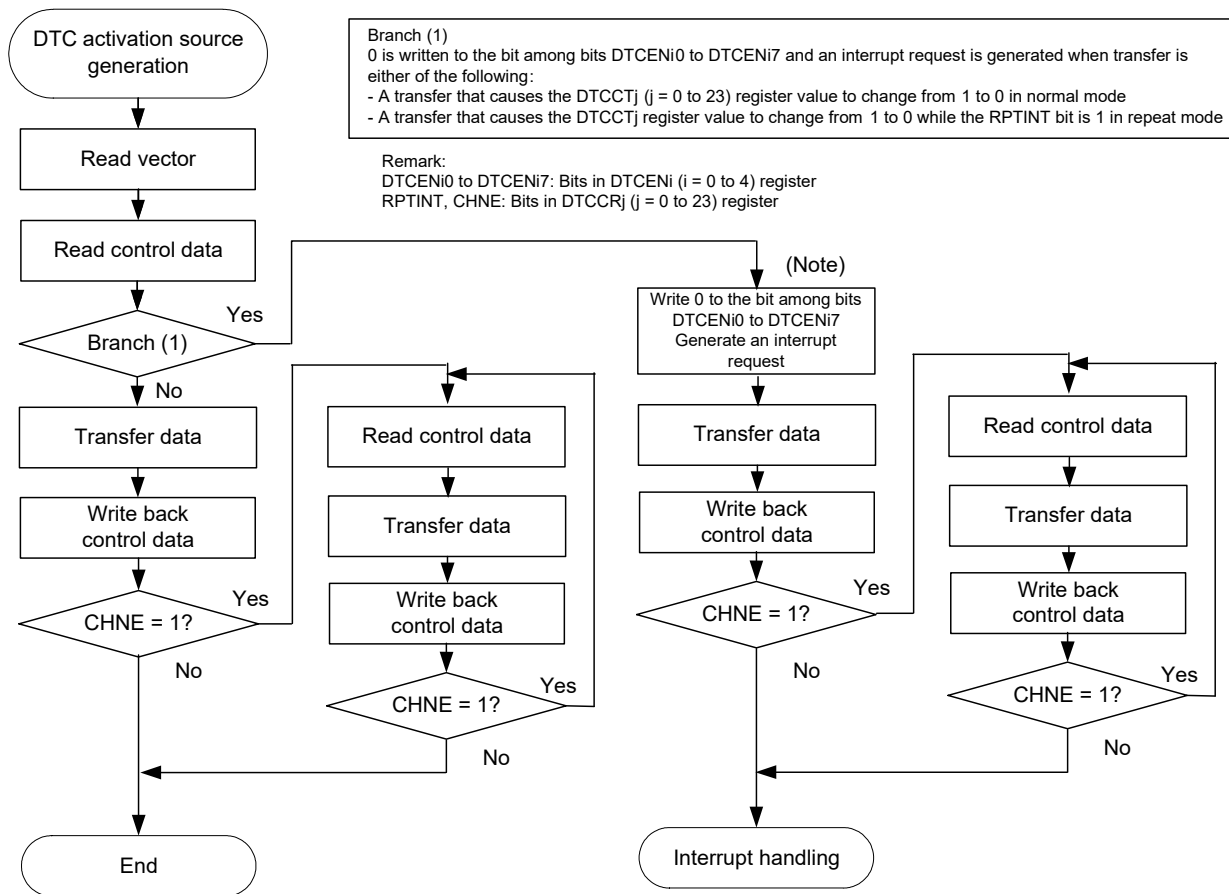 DTC activation source
generation
Branch (1)
0 is written to the bit among bits DTCENi0 to DTCENi7 and an interrupt request is generated when transfer is
either of the following:
- A transfer that causes the DTCCTj (j = 0 to 23) register value to change from 1 to 0 in normal mode
- A transfer that causes the DTCCTj register value to change from 1 to 0 while the RPTINT bit is 1 in repeat mode
Remark:
DTCENi0 to DTCENi7: Bits in DTCENi (i = 0 to 4) register
RPTINT, CHNE: Bits in DTCCRj (j = 0 to 23) register
Read vector
Read control data
Branch (1)
Yes
No
Transfer data
Write back
control data
CHNE = 1?
Yes
No
End
Read control data
Transfer data
Write back
control data
CHNE = 1?
Yes
No
(Note)
Write 0 to the bit among bits
DTCENi0 to DTCENi7
Generate an interrupt
request
Transfer data
Write back
control data
CHNE = 1?
Yes
No
Interrupt handling
Read control data
Transfer data
Write back
control data
CHNE = 1?
Yes
No